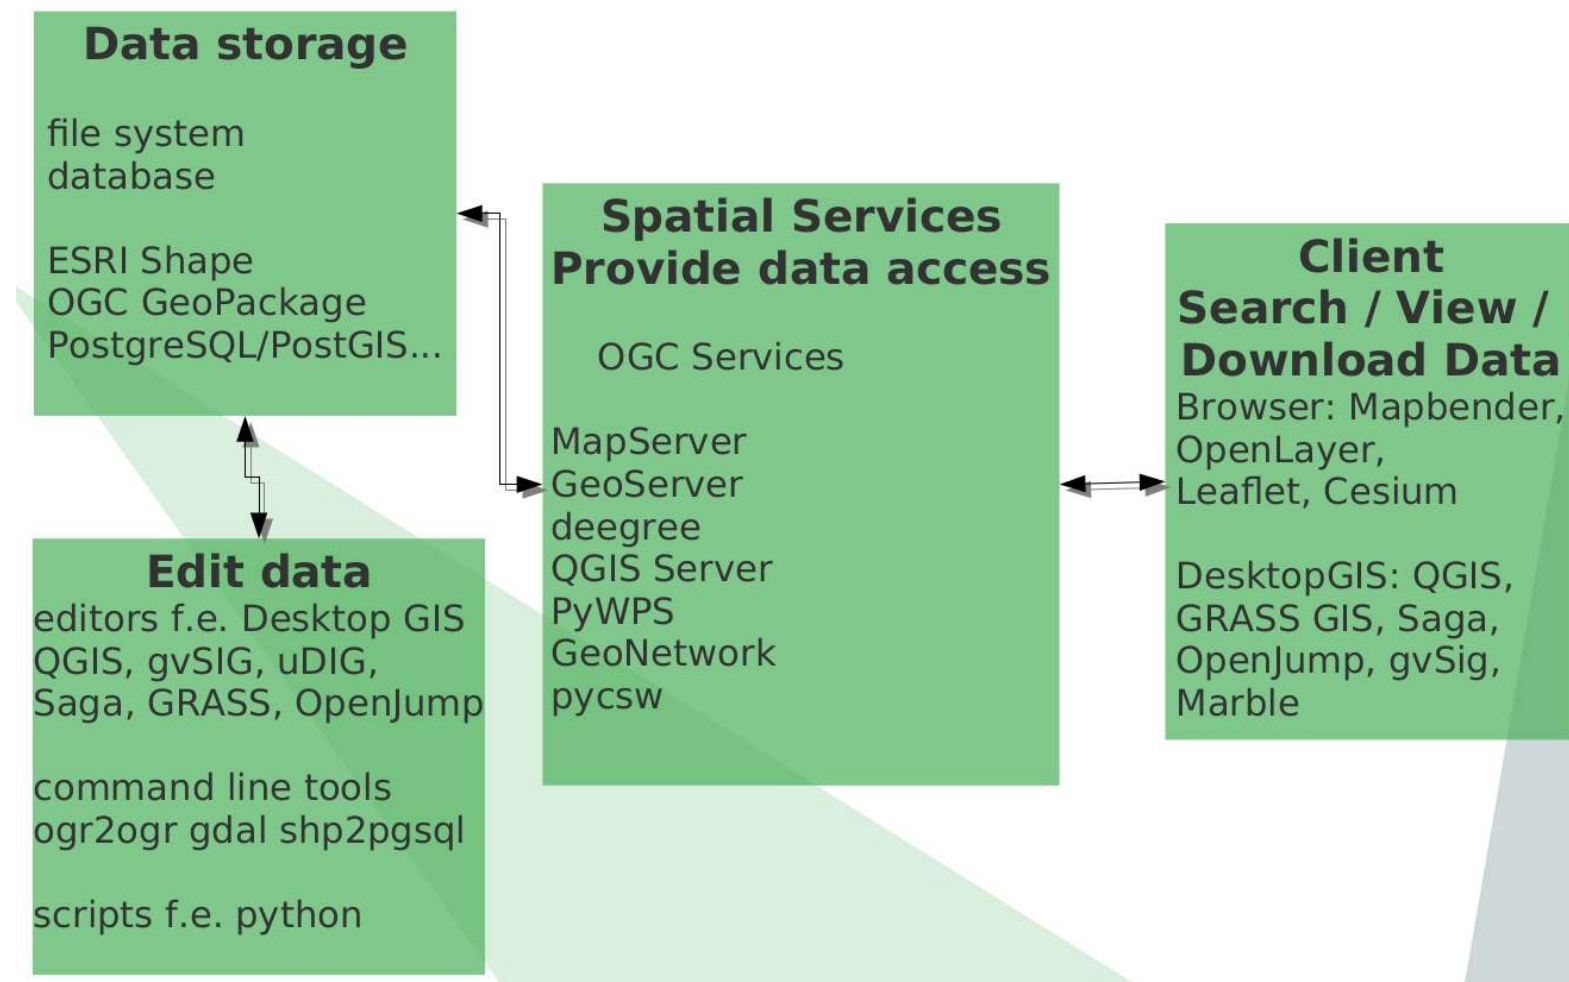 Data storage
file system
database
ESRI Shape
OGC GeoPackage
PostgreSQL/PostGIS...
Edit data
editors f.e. Desktop GIS
QGIS, gvSIG, uDIG,
Saga, GRASS, OpenJump
command line tools
ogr2ogr gdal shp2pgsql
scripts f.e. python
Spatial Services
Provide data access
OGC Services
MapServer
GeoServer
deegree
QGIS Server
PyWPS
GeoNetwork
pycsw
Client
Search / View /
Download Data
Browser: Mapbender,
OpenLayer,
Leaflet, Cesium
DesktopGIS: QGIS,
GRASS GIS, Saga,
OpenJump, gvSig,
Marble